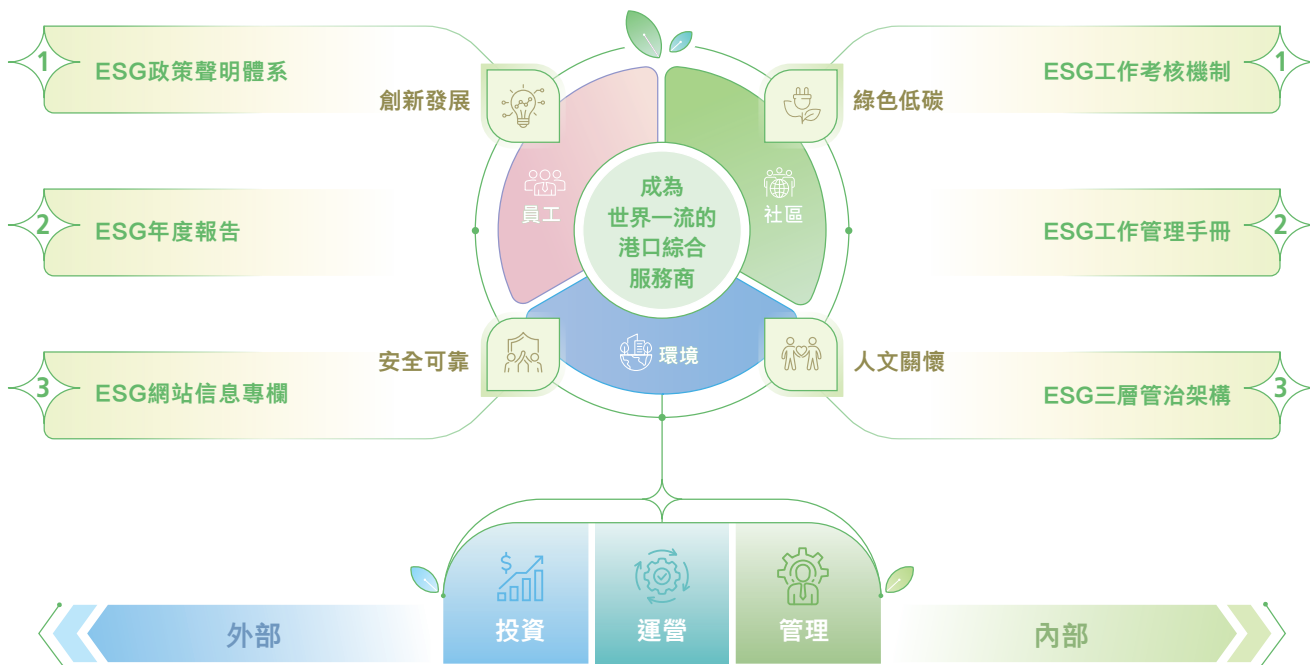 1
ESG政策聲明體系
2
ESG年度報告
3
ESG網站信息專欄
創新發展
綠色低碳
安全可靠
人文關懷
員工
社區
環境
成為
世界一流的
港口綜合
服務商
1
ESG工作考核機制
2
ESG工作管理手冊
3
ESG三層管治架構
外部
投資
運營
管理
內部